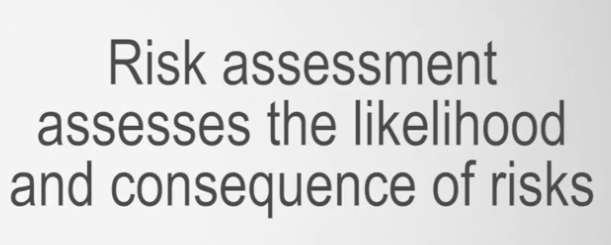 Risk assessment
assesses the likelihood
and consequence of risks